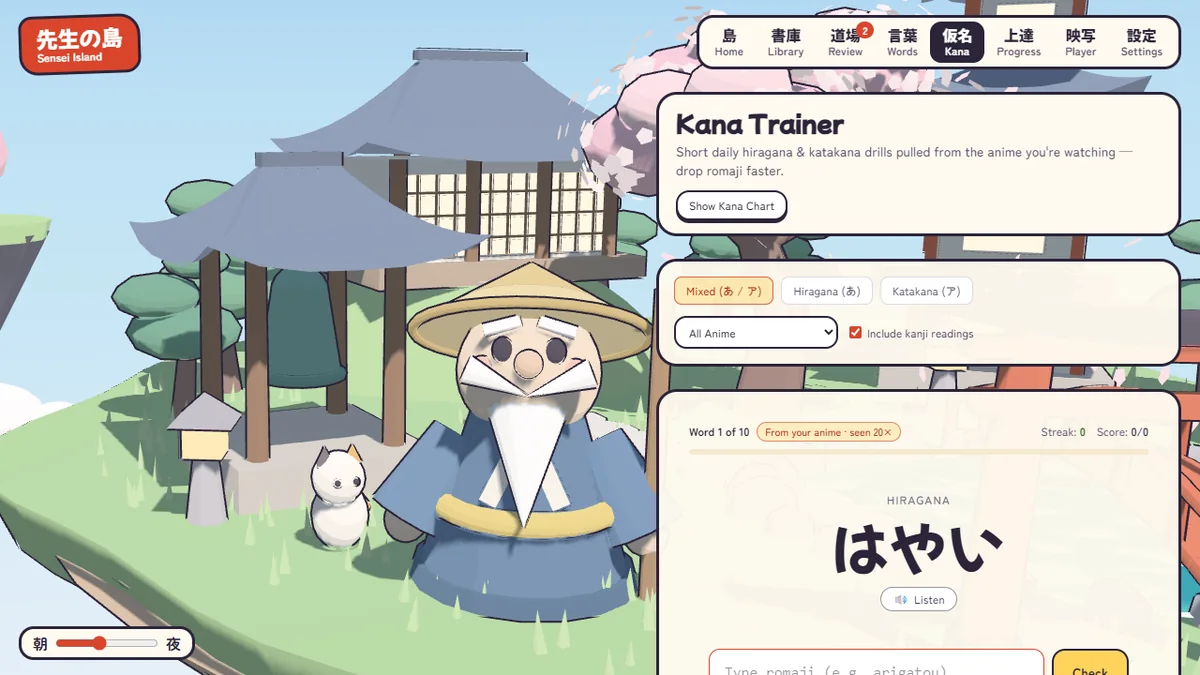 先生の島
Sensei Island
島
Home
書庫
Library
道場
2
Review
言葉
Words
仮名
Kana
上達
Progress
映写
Player
設定
Settings
Kana Trainer
Short daily hiragana & katakana drills pulled from the anime you're watching —
drop romaji faster.
Show Kana Chart
Mixed (あ / ア)
Hiragana (あ)
Katakana (ア)
All Anime
Include kanji readings
Word 1 of 10
From your anime · seen 20×
Streak: 0
Score: 0/0
HIRAGANA
はやい
Listen
Type romaji (e.g. arigatou)
Check
朝
夜